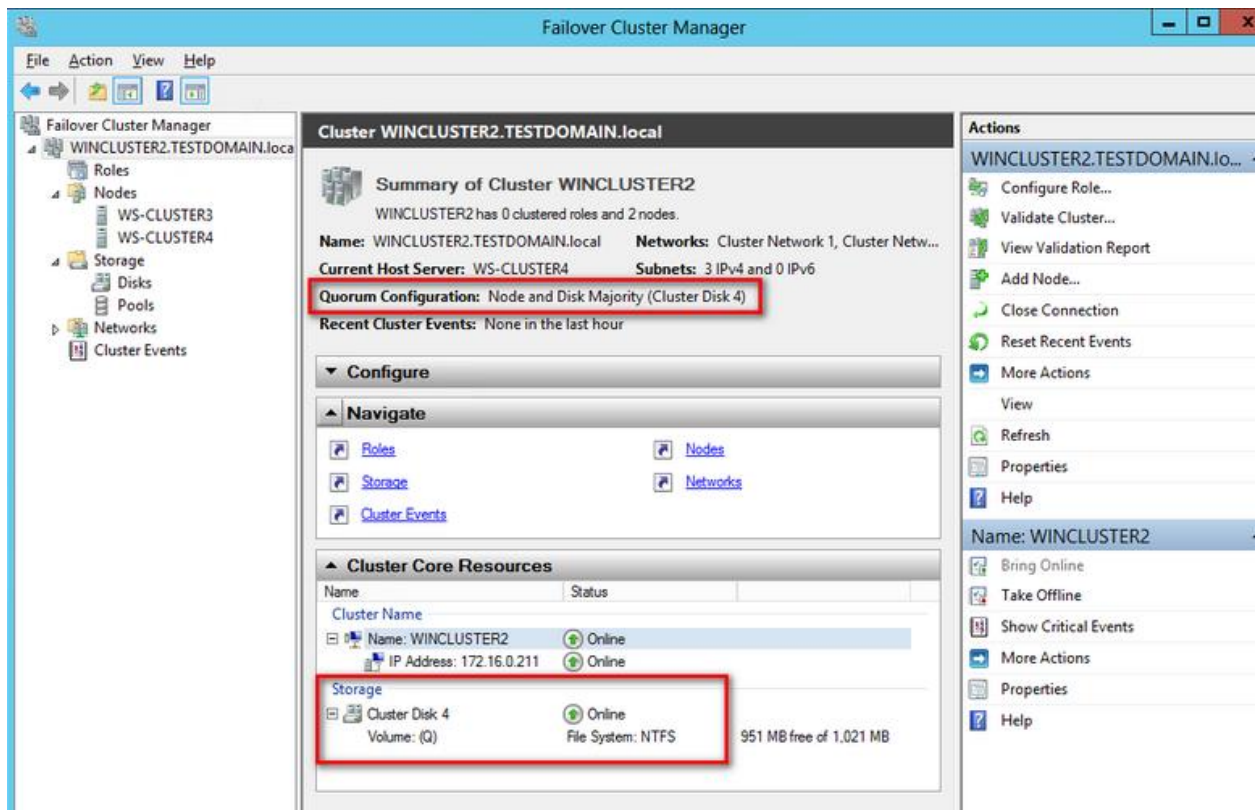 Failover Cluster Manager
File Action View Help
Failover Cluster Manager
WINCLUSTER2.TESTDOMAIN.loca
Roles
Nodes
WS-CLUSTER3
WS-CLUSTER4
Storage
Disks
Pools
Networks
Cluster Events
Cluster WINCLUSTER2.TESTDOMAIN.local
Summary of Cluster WINCLUSTER2
WINCLUSTER2 has 0 clustered roles and 2 nodes.
Name: WINCLUSTER2.TESTDOMAIN.local Networks: Cluster Network 1, Cluster Netw...
Current Host Server: WS-CLUSTER4 Subnets: 3 IPv4 and 0 IPv6
Quorum Configuration: Node and Disk Majority (Cluster Disk 4)
Recent Cluster Events: None in the last hour
Configure
Navigate
Roles Nodes
Storage Networks
Cluster Events
Cluster Core Resources
Name Status
Cluster Name
Name: WINCLUSTER2 Online
IP Address: 172.16.0.211 Online
Storage
Cluster Disk 4 Online
Volume: (Q) File System: NTFS 951 MB free of 1,021 MB
Actions
WINCLUSTER2.TESTDOMAIN.lo...
Configure Role...
Validate Cluster...
View Validation Report
Add Node...
Close Connection
Reset Recent Events
More Actions
View
Refresh
Properties
Help
Name: WINCLUSTER2
Bring Online
Take Offline
Show Critical Events
More Actions
Properties
Help